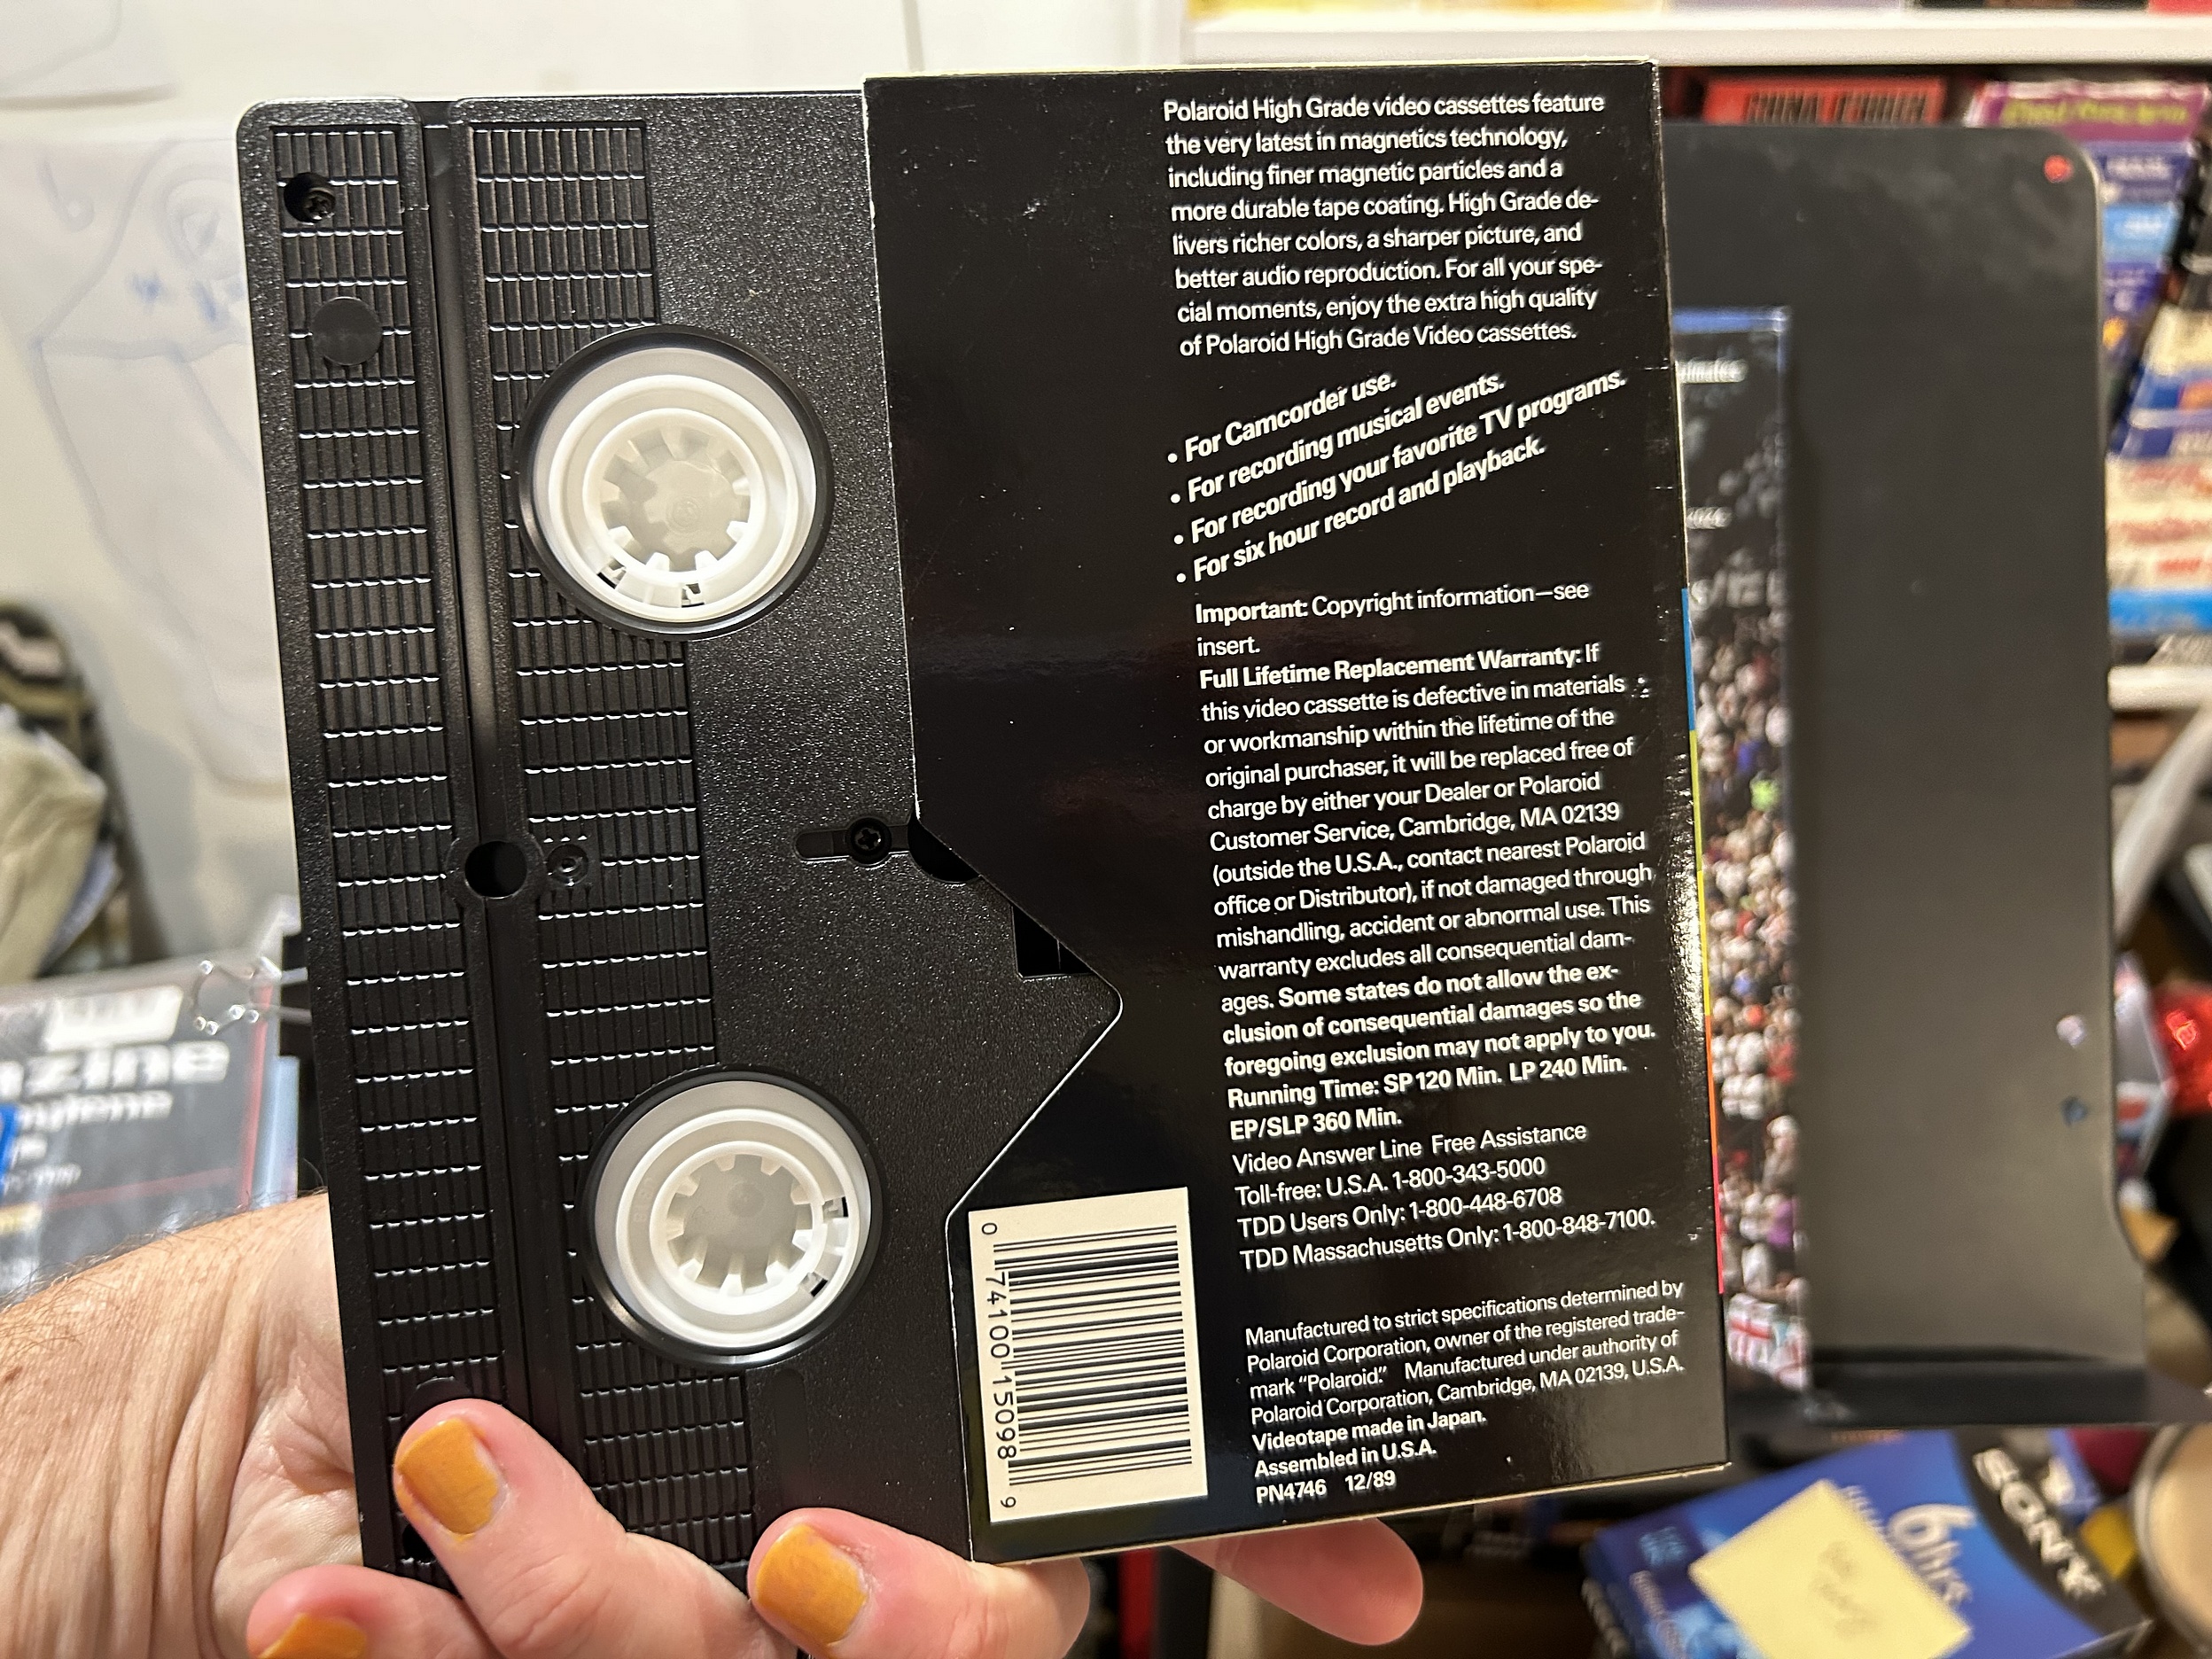 Polaroid High Grade video cassettes feature
the very latest in magnetics technology,
including finer magnetic particles and a
more durable tape coating. High Grade de-
livers richer colors, a sharper picture, and
better audio reproduction. For all your spe-
cial moments, enjoy the extra high quality
of Polaroid High Grade Video cassettes.
• For Camcorder use.
• For recording musical events.
• For recording your favorite TV programs.
• For six hour record and playback.
Important: Copyright information—see
insert.
Full Lifetime Replacement Warranty: If
this video cassette is defective in materials
or workmanship within the lifetime of the
original purchaser, it will be replaced free of
charge by either your Dealer or Polaroid
Customer Service, Cambridge, MA 02139
(outside the U.S.A., contact nearest Polaroid
office or Distributor), if not damaged through
mishandling, accident or abnormal use. This
warranty excludes all consequential dam-
ages. Some states do not allow the ex-
clusion of consequential damages so the
foregoing exclusion may not apply to you.
Running Time: SP 120 Min. LP 240 Min.
EP/SLP 360 Min.
Video Answer Line Free Assistance
Toll-free: U.S.A. 1-800-343-5000
TDD Users Only: 1-800-448-6708
TDD Massachusetts Only: 1-800-848-7100.
Manufactured to strict specifications determined by
Polaroid Corporation, owner of the registered trade-
mark “Polaroid.” Manufactured under authority of
Polaroid Corporation, Cambridge, MA 02139, U.S.A.
Videotape made in Japan.
Assembled in U.S.A.
PN4746 12/89
0 74100 15098 9
SONY
6hrs